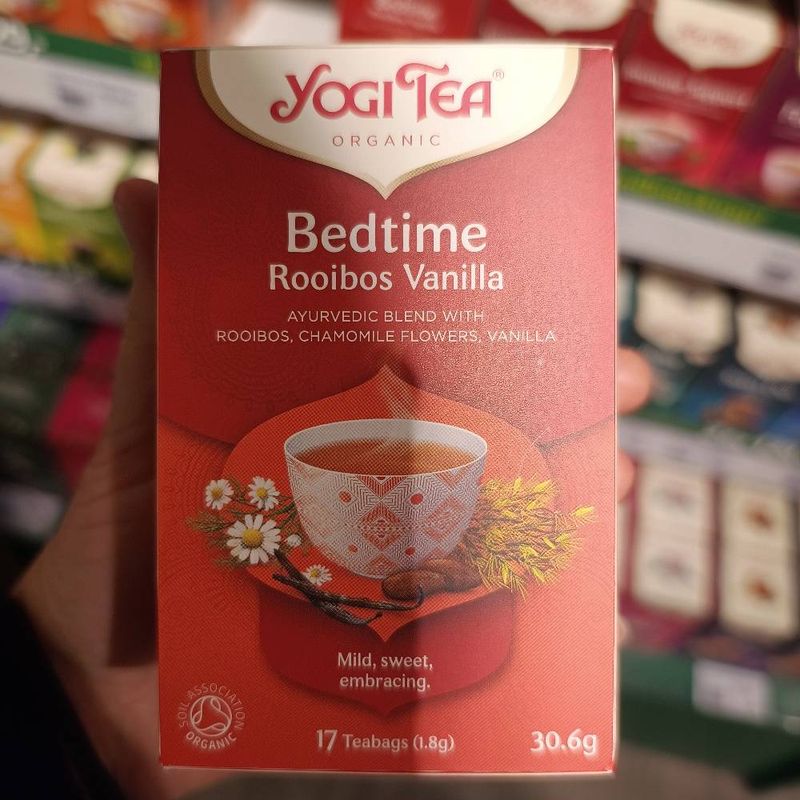 YOGI TEA®
ORGANIC
Bedtime
Rooibos Vanilla
AYURVEDIC BLEND WITH
ROOIBOS, CHAMOMILE FLOWERS, VANILLA
Mild, sweet,
embracing.
SOIL ASSOCIATION
ORGANIC
17 Teabags (1.8g)
30.6g